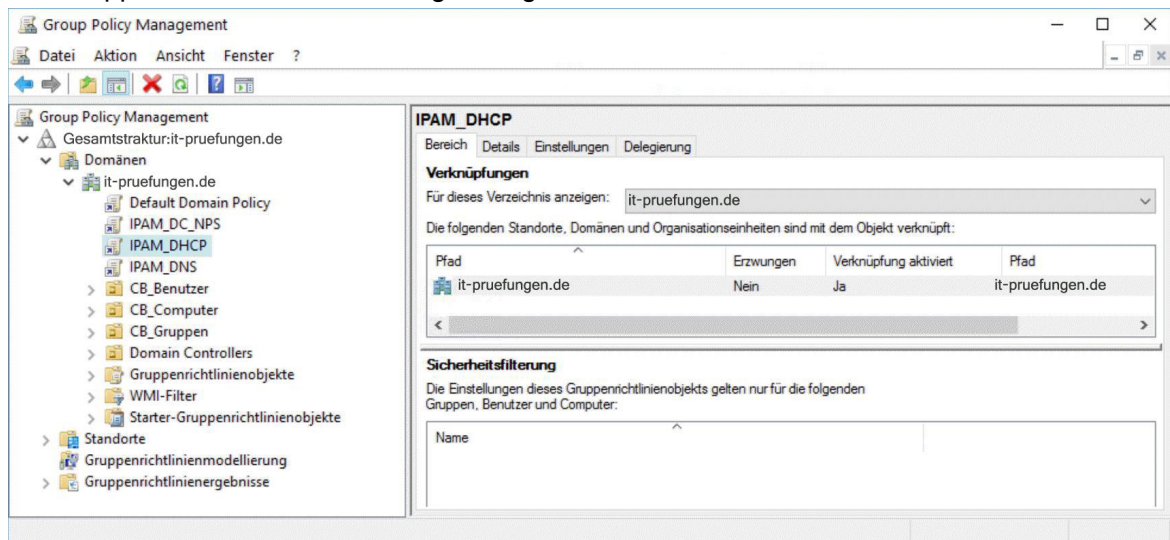 Group Policy Management
Datei Aktion Ansicht Fenster ?
Group Policy Management
Gesamtstraktur:it-pruefungen.de
Domänen
it-pruefungen.de
Default Domain Policy
IPAM_DC_NPS
IPAM_DHCP
IPAM_DNS
CB_Benutzer
CB_Computer
CB_Gruppen
Domain Controllers
Gruppenrichtlinienobjekte
WMI-Filter
Starter-Gruppenrichtlinienobjekte
Standorte
Gruppenrichtlinienmodellierung
Gruppenrichtlinienergebnisse
IPAM_DHCP
Bereich Details Einstellungen Delegierung
Verknüpfungen
Für dieses Verzeichnis anzeigen: it-pruefungen.de
Die folgenden Standorte, Domänen und Organisationseinheiten sind mit dem Objekt verknüpft:
Pfad Erzwungen Verknüpfung aktiviert Pfad
it-pruefungen.de Nein Ja it-pruefungen.de
Sicherheitsfilterung
Die Einstellungen dieses Gruppenrichtlinienobjekts gelten nur für die folgenden
Gruppen, Benutzer und Computer:
Name